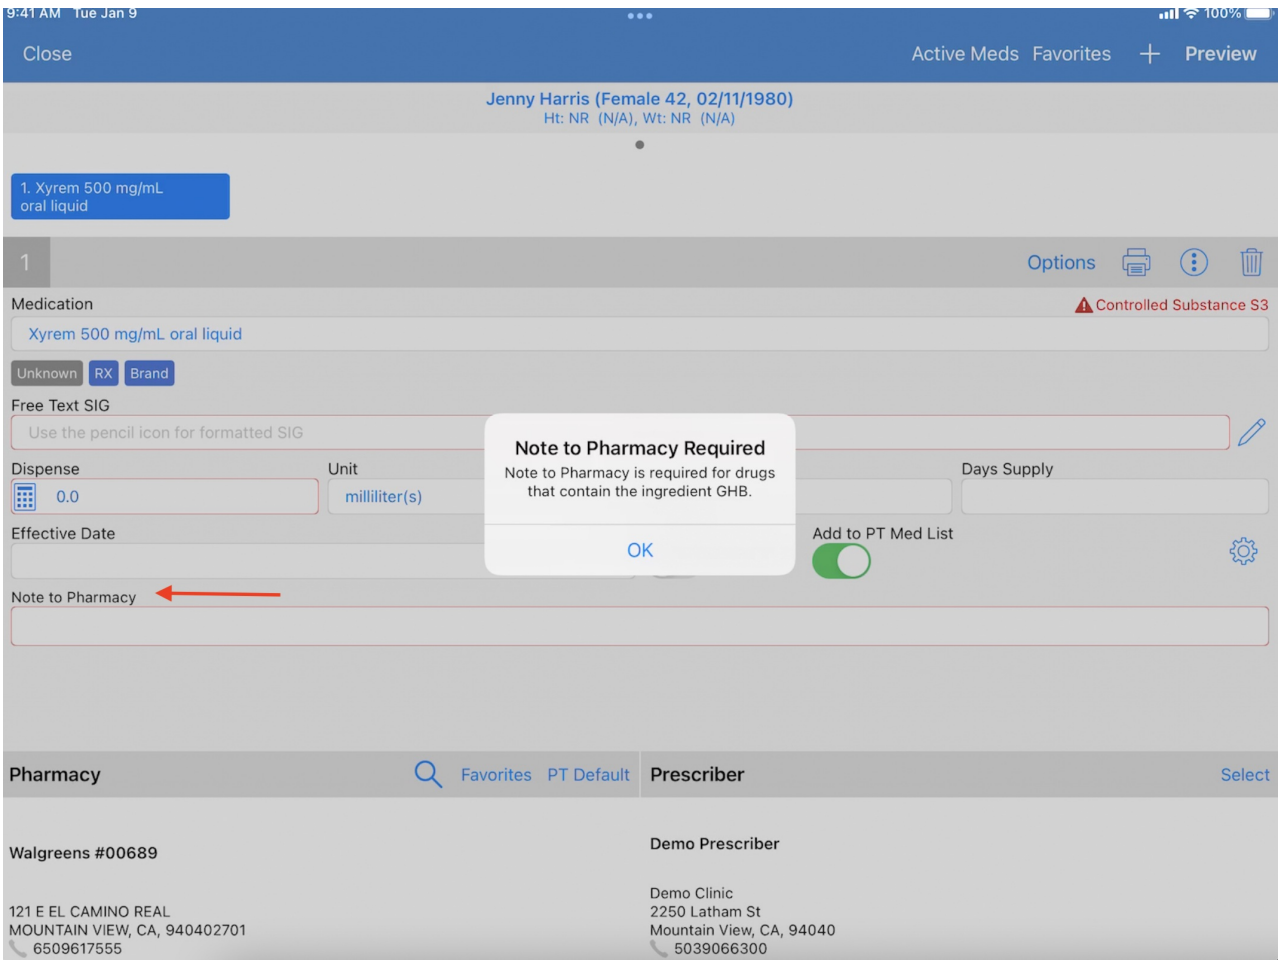 9:41 AM Tue Jan 9
100%
Close
Active Meds Favorites + Preview
Jenny Harris (Female 42, 02/11/1980)
Ht: NR (N/A), Wt: NR (N/A)
1. Xyrem 500 mg/mL
oral liquid
1
Options
Medication
Controlled Substance S3
Xyrem 500 mg/mL oral liquid
Unknown RX Brand
Free Text SIG
Use the pencil icon for formatted SIG
Note to Pharmacy Required
Note to Pharmacy is required for drugs
that contain the ingredient GHB.
OK
Dispense
Unit
Days Supply
0.0
milliliter(s)
Effective Date
Add to PT Med List
Note to Pharmacy
Pharmacy
Favorites PT Default
Prescriber
Select
Walgreens #00689
121 E EL CAMINO REAL
MOUNTAIN VIEW, CA, 940402701
6509617555
Demo Prescriber
Demo Clinic
2250 Latham St
Mountain View, CA, 94040
5039066300